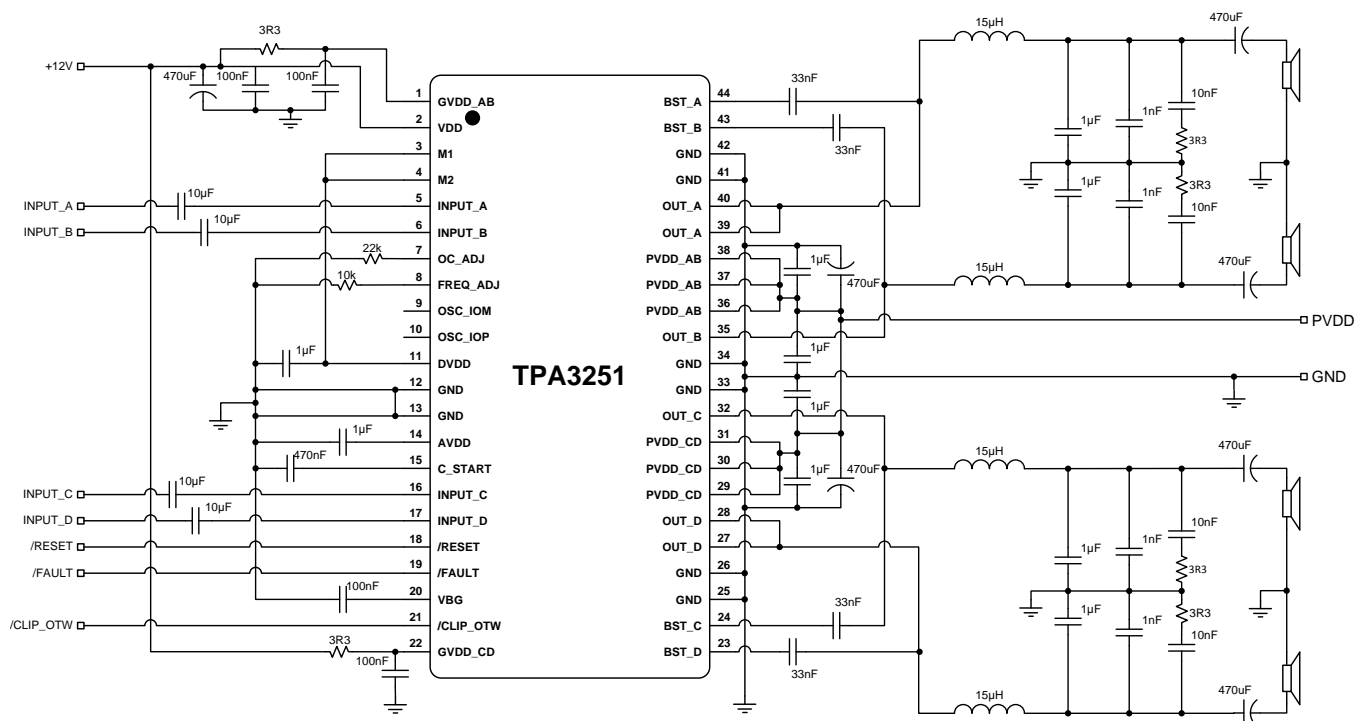 +12V
3R3
470uF
100nF
100nF
INPUT_A
10µF
INPUT_B
10µF
22k
10k
1µF
1µF
470nF
INPUT_C
10µF
INPUT_D
10µF
/RESET
/FAULT
100nF
/CLIP_OTW
3R3
100nF
TPA3251
1 GVDD_AB
2 VDD
3 M1
4 M2
5 INPUT_A
6 INPUT_B
7 OC_ADJ
8 FREQ_ADJ
9 OSC_IOM
10 OSC_IOP
11 DVDD
12 GND
13 GND
14 AVDD
15 C_START
16 INPUT_C
17 INPUT_D
18 /RESET
19 /FAULT
20 VBG
21 /CLIP_OTW
22 GVDD_CD
BST_A 44
BST_B 43
GND 42
GND 41
OUT_A 40
OUT_A 39
PVDD_AB 38
PVDD_AB 37
PVDD_AB 36
OUT_B 35
GND 34
GND 33
OUT_C 32
PVDD_CD 31
PVDD_CD 30
PVDD_CD 29
OUT_D 28
OUT_D 27
GND 26
GND 25
BST_C 24
BST_D 23
33nF
33nF
1µF
470uF
1µF
1µF
1µF
470uF
33nF
33nF
15µH
470uF
1µF
1nF
10nF
3R3
1µF
1nF
3R3
10nF
15µH
470uF
PVDD
GND
15µH
470uF
1µF
1nF
10nF
3R3
1µF
1nF
3R3
10nF
15µH
470uF